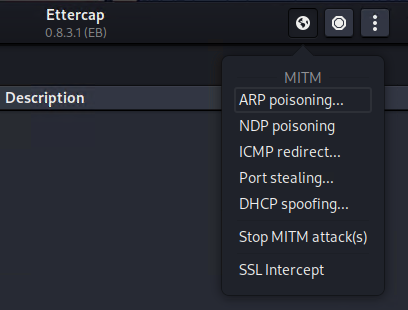 Ettercap
0.8.3.1 (EB)
MITM
Description
ARP poisoning...
NDP poisoning
ICMP redirect...
Port stealing...
DHCP spoofing...
Stop MITM attack(s)
SSL Intercept